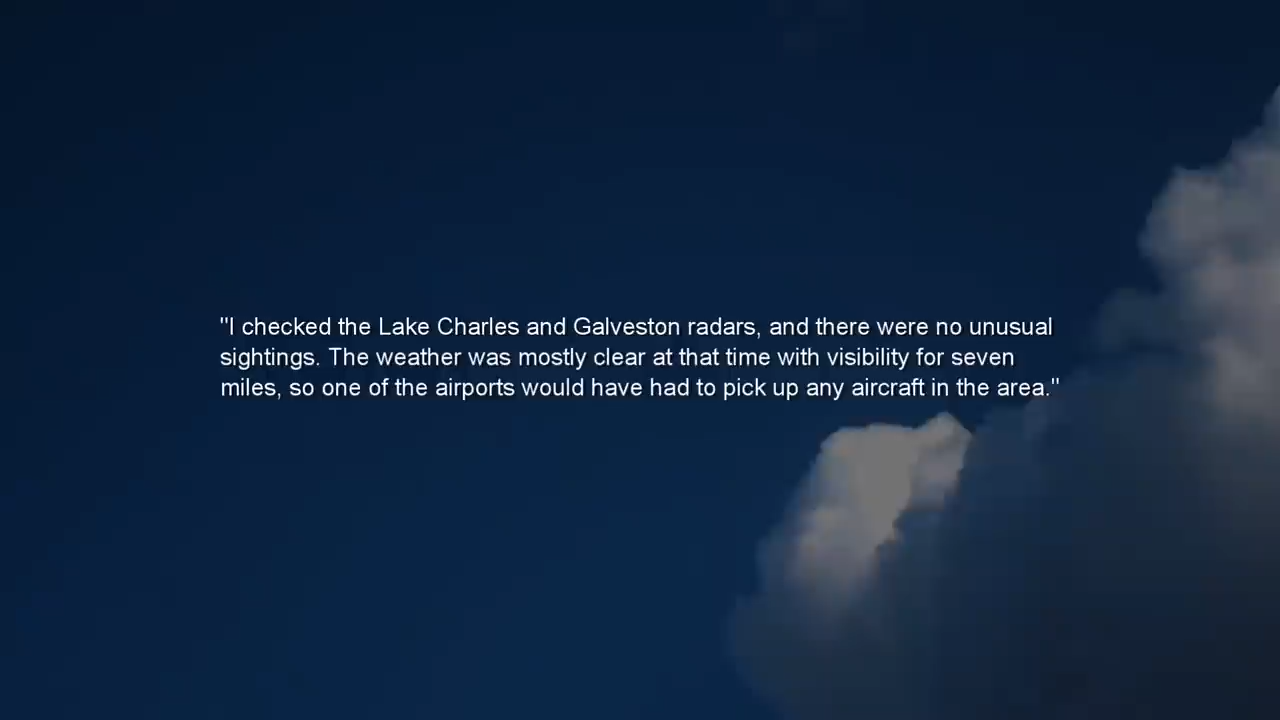 "I checked the Lake Charles and Galveston radars, and there were no unusual
sightings. The weather was mostly clear at that time with visibility for seven
miles, so one of the airports would have had to pick up any aircraft in the area."